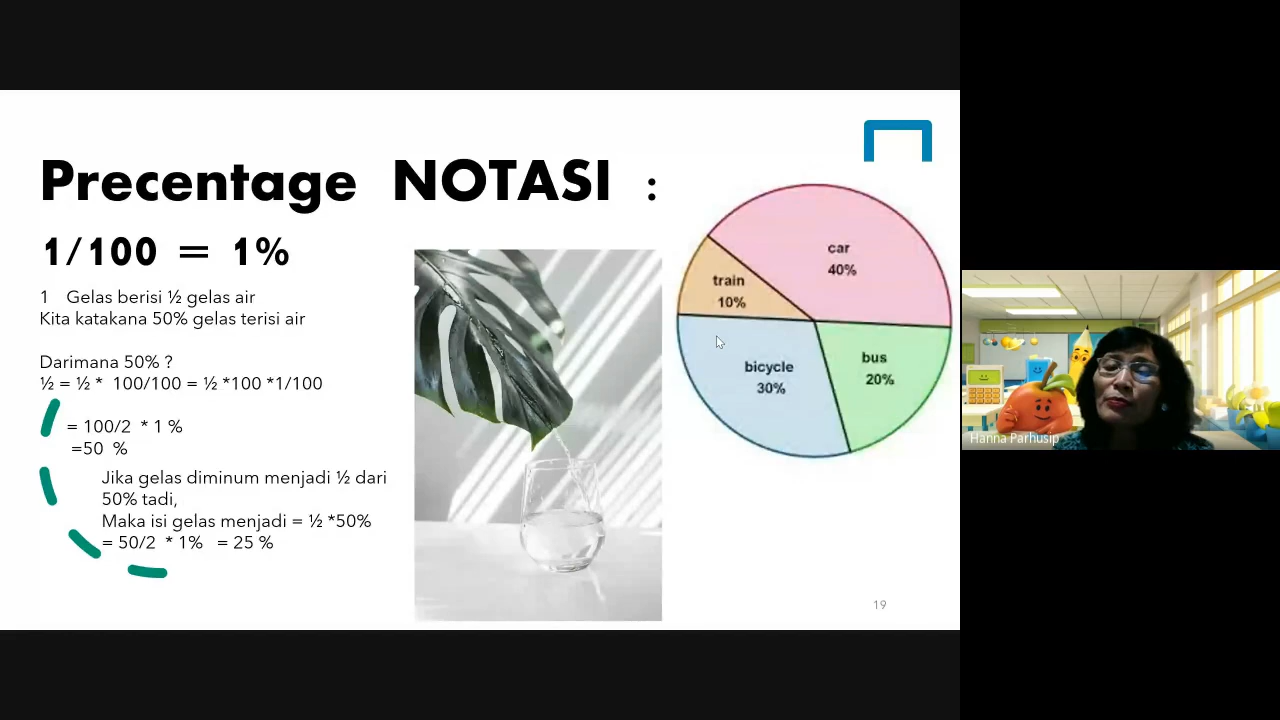 Precentage NOTASI :
1/100 = 1%
1 Gelas berisi ½ gelas air
Kita katakana 50% gelas terisi air
Darimana 50% ?
½ = ½ * 100/100 = ½ *100 *1/100
= 100/2 * 1 %
=50 %
Jika gelas diminum menjadi ½ dari
50% tadi,
Maka isi gelas menjadi = ½ *50%
= 50/2 * 1% = 25 %
car
40%
train
10%
bicycle
30%
bus
20%
19
Hanna Parhusip